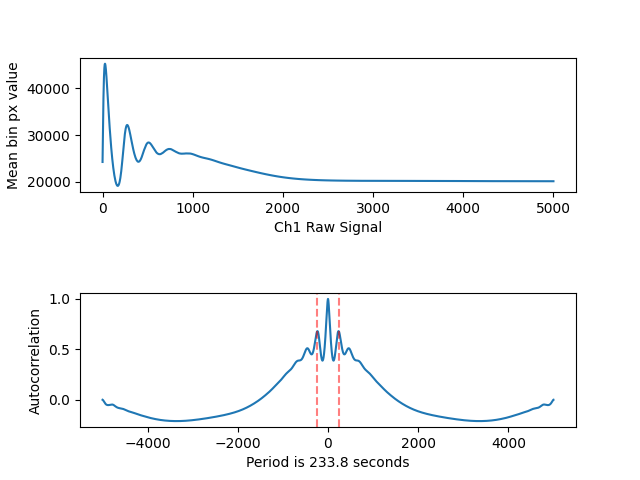 Mean bin px value
40000
30000
20000
0 1000 2000 3000 4000 5000
Ch1 Raw Signal
Autocorrelation
1.0
0.5
0.0
−4000 −2000 0 2000 4000
Period is 233.8 seconds